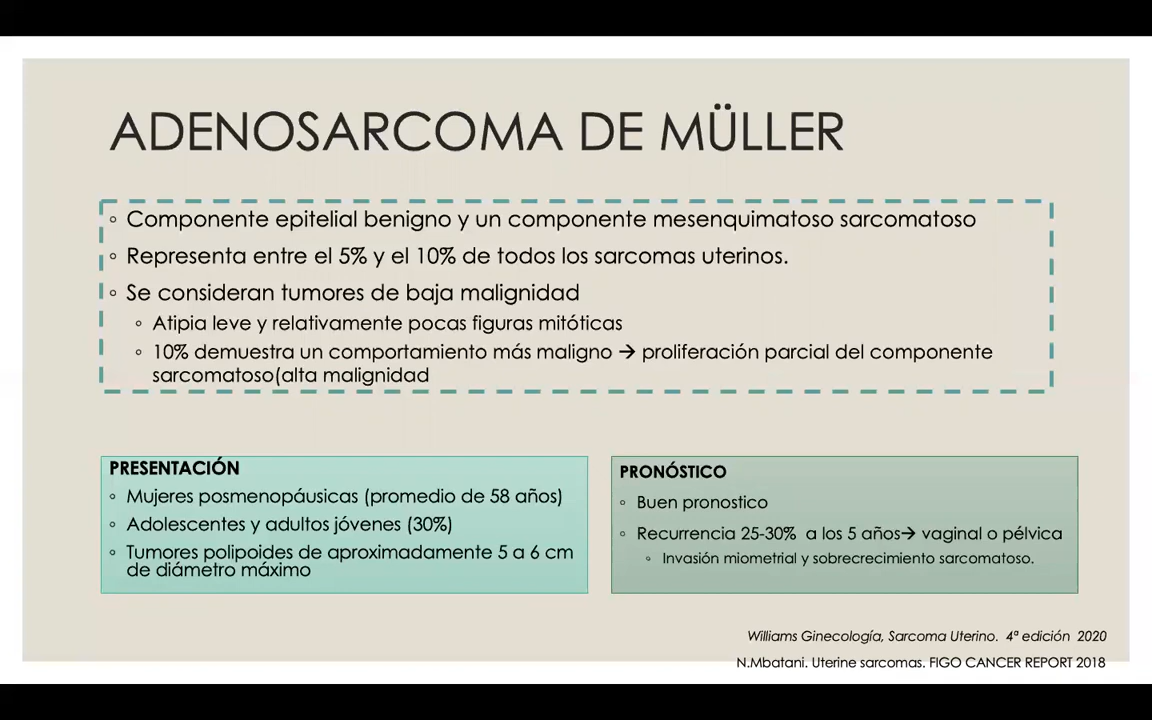 ADENOSARCOMA DE MÜLLER
◦ Componente epitelial benigno y un componente mesenquimatoso sarcomatoso
◦ Representa entre el 5% y el 10% de todos los sarcomas uterinos.
◦ Se consideran tumores de baja malignidad
◦ Atipia leve y relativamente pocas figuras mitóticas
◦ 10% demuestra un comportamiento más maligno → proliferación parcial del componente
sarcomatoso(alta malignidad
PRESENTACIÓN
◦ Mujeres posmenopáusicas (promedio de 58 años)
◦ Adolescentes y adultos jóvenes (30%)
◦ Tumores polipoides de aproximadamente 5 a 6 cm
de diámetro máximo
PRONÓSTICO
◦ Buen pronostico
◦ Recurrencia 25-30% a los 5 años→ vaginal o pélvica
◦ Invasión miometrial y sobrecrecimiento sarcomatoso.
Williams Ginecología, Sarcoma Uterino. 4ª edición 2020
N.Mbatani. Uterine sarcomas. FIGO CANCER REPORT 2018